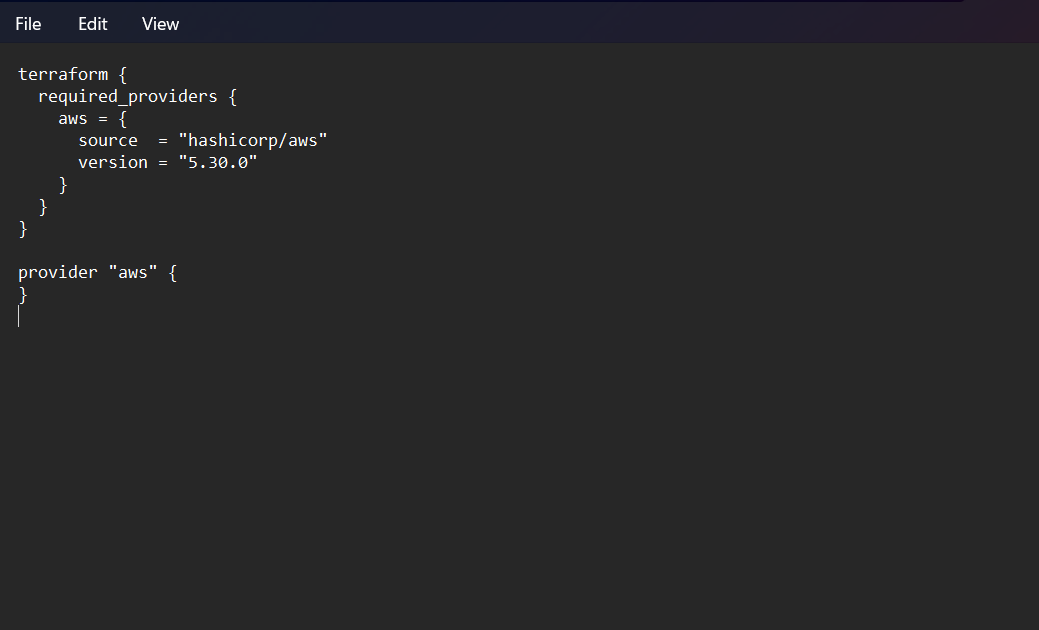 File Edit View
terraform {
  required_providers {
    aws = {
      source  = "hashicorp/aws"
      version = "5.30.0"
    }
  }
}

provider "aws" {
}